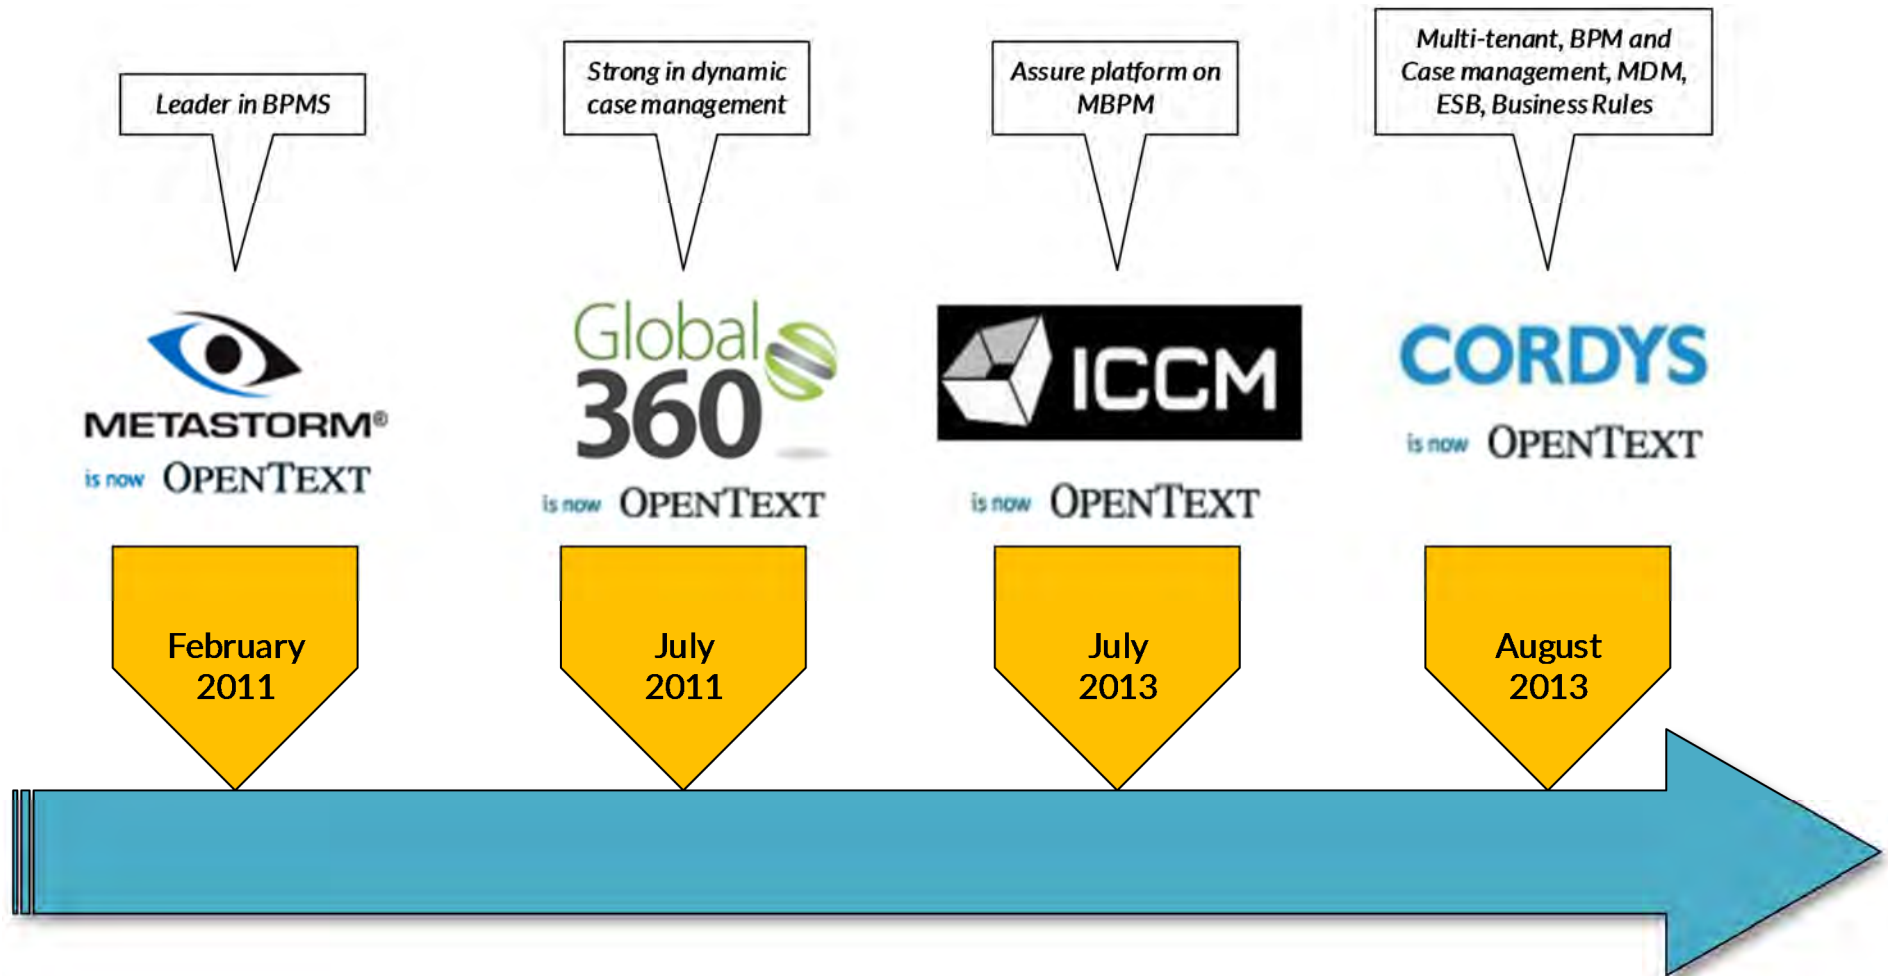 Leader in BPMS
Strong in dynamic
case management
Assure platform on
MBPM
Multi-tenant, BPM and
Case management, MDM,
ESB, Business Rules
METASTORM®
is now OPENTEXT
Global
360
is now OPENTEXT
ICCM
is now OPENTEXT
CORDYS
is now OPENTEXT
February
2011
July
2011
July
2013
August
2013